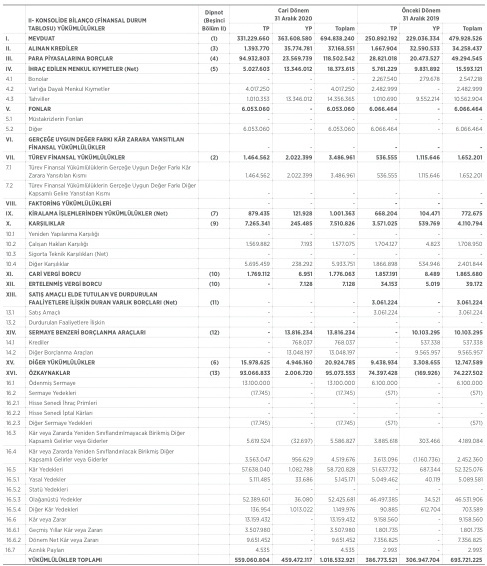 Dipnot Cari Dönem Önceki Dönem
II- KONSOLİDE BİLANÇO (FİNANSAL DURUM (Beşinci 31 Aralık 2020 31 Aralık 2019
TABLOSU) YÜKÜMLÜLÜKLER Bölüm II) TP YP Toplam TP YP Toplam
I. MEVDUAT (1) 331.229.660 363.608.580 694.838.240 250.892.192 229.036.334 479.928.526
II. ALINAN KREDİLER (3) 1.393.770 35.774.781 37.168.551 1.667.904 32.590.533 34.258.437
III. PARA PİYASALARINA BORÇLAR (4) 94.932.803 23.569.739 118.502.542 28.821.018 20.473.527 49.294.545
IV. İHRAÇ EDİLEN MENKUL KIYMETLER (Net) (5) 5.027.603 13.346.012 18.373.615 5.761.229 9.831.892 15.593.121
4.1 Bonolar - - - 2.267.540 279.678 2.547.218
4.2 Varlığa Dayalı Menkul Kıymetler 4.017.250 - 4.017.250 2.482.999 - 2.482.999
4.3 Tahviller 1.010.353 13.346.012 14.356.365 1.010.690 9.552.214 10.562.904
V. FONLAR 6.053.060 - 6.053.060 6.066.464 - 6.066.464
5.1 Müstakrizlerin Fonları - - - - - -
5.2 Diğer 6.053.060 - 6.053.060 6.066.464 - 6.066.464
VI. GERÇEĞE UYGUN DEĞER FARKI KÂR ZARARA YANSITILAN
FİNANSAL YÜKÜMLÜLÜKLER - - - - - -
VII. TÜREV FİNANSAL YÜKÜMLÜLÜKLER (2) 1.464.562 2.022.399 3.486.961 536.555 1.115.646 1.652.201
7.1 Türev Finansal Yükümlülüklerin Gerçeğe Uygun Değer Farkı Kâr
Zarara Yansıtılan Kısmı 1.464.562 2.022.399 3.486.961 536.555 1.115.646 1.652.201
7.2 Türev Finansal Yükümlülüklerin Gerçeğe Uygun Değer Farkı Diğer
Kapsamlı Gelire Yansıtılan Kısmı - - - - - -
VIII. FAKTORİNG YÜKÜMLÜLÜKLERİ - - - - - -
IX. KİRALAMA İŞLEMLERİNDEN YÜKÜMLÜLÜKLER (Net) (7) 879.435 121.928 1.001.363 668.204 104.471 772.675
X. KARŞILIKLAR (9) 7.265.341 245.485 7.510.826 3.571.025 539.769 4.110.794
10.1 Yeniden Yapılanma Karşılığı - - - - - -
10.2 Çalışan Hakları Karşılığı 1.569.882 7.193 1.577.075 1.704.127 4.823 1.708.950
10.3 Sigorta Teknik Karşılıkları (Net) - - - - - -
10.4 Diğer Karşılıklar 5.695.459 238.292 5.933.751 1.866.898 534.946 2.401.844
XI. CARİ VERGİ BORCU (10) 1.769.112 6.951 1.776.063 1.857.191 8.489 1.865.680
XII. ERTELENMİŞ VERGİ BORCU (10) - 7.128 7.128 34.153 5.019 39.172
XIII. SATIŞ AMAÇLI ELDE TUTULAN VE DURDURULAN
FAALİYETLERE İLİŞKİN DURAN VARLIK BORÇLARI (Net) (11) - - - 3.061.224 - 3.061.224
13.1 Satış Amaçlı - - - 3.061.224 - 3.061.224
13.2 Durdurulan Faaliyetlere İlişkin - - - - - -
XIV. SERMAYE BENZERİ BORÇLANMA ARAÇLARI (12) - 13.816.234 13.816.234 - 10.103.295 10.103.295
14.1 Krediler - 768.037 768.037 - 537.338 537.338
14.2 Diğer Borçlanma Araçları - 13.048.197 13.048.197 - 9.565.957 9.565.957
XV. DİĞER YÜKÜMLÜLÜKLER (6) 15.978.625 4.946.160 20.924.785 9.438.934 3.308.655 12.747.589
XVI. ÖZKAYNAKLAR (13) 93.066.833 2.006.720 95.073.553 74.397.428 (169.926) 74.227.502
16.1 Ödenmiş Sermaye 13.100.000 - 13.100.000 6.100.000 - 6.100.000
16.2 Sermaye Yedekleri (17.745) - (17.745) (571) - (571)
16.2.1 Hisse Senedi İhraç Primleri - - - - - -
16.2.2 Hisse Senedi İptal Kârları - - - - - -
16.2.3 Diğer Sermaye Yedekleri (17.745) - (17.745) (571) - (571)
16.3 Kâr veya Zararda Yeniden Sınıflandırılmayacak Birikmiş Diğer
Kapsamlı Gelirler veya Giderler 5.619.524 (32.697) 5.586.827 3.885.618 303.466 4.189.084
16.4 Kâr veya Zararda Yeniden Sınıflandırılacak Birikmiş Diğer
Kapsamlı Gelirler veya Giderler 3.563.047 956.629 4.519.676 3.613.096 (1.160.736) 2.452.360
16.5 Kâr Yedekleri 57.638.040 1.082.788 58.720.828 51.637.732 687.344 52.325.076
16.5.1 Yasal Yedekler 5.111.485 33.686 5.145.171 5.049.462 40.119 5.089.581
16.5.2 Statü Yedekleri - - - - - -
16.5.3 Olağanüstü Yedekler 52.389.601 36.080 52.425.681 46.497.385 34.521 46.531.906
16.5.4 Diğer Kâr Yedekleri 136.954 1.013.022 1.149.976 90.885 612.704 703.589
16.6 Kâr veya Zarar 13.159.432 - 13.159.432 9.158.560 - 9.158.560
16.6.1 Geçmiş Yıllar Kâr veya Zararı 3.507.980 - 3.507.980 1.801.735 - 1.801.735
16.6.2 Dönem Net Kâr veya Zararı 9.651.452 - 9.651.452 7.356.825 - 7.356.825
16.7 Azınlık Payları 4.535 - 4.535 2.993 - 2.993
YÜKÜMLÜLÜKLER TOPLAMI 559.060.804 459.472.117 1.018.532.921 386.773.521 306.947.704 693.721.225